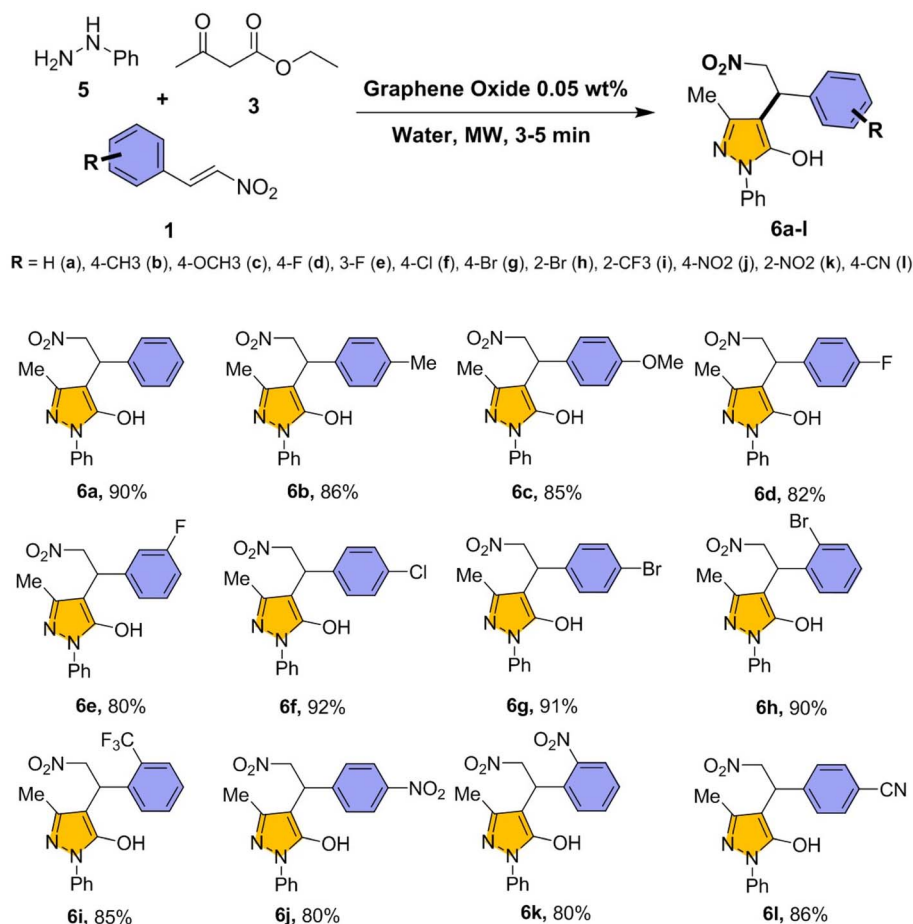 H
H2N N Ph
5
+
O O
O
3
R
NO2
1
Graphene Oxide 0.05 wt%
Water, MW, 3-5 min
O2N
Me
R
N OH
N
Ph
6a-l
R = H (a), 4-CH3 (b), 4-OCH3 (c), 4-F (d), 3-F (e), 4-Cl (f), 4-Br (g), 2-Br (h), 2-CF3 (i), 4-NO2 (j), 2-NO2 (k), 4-CN (l)
O2N
Me
N OH
N
Ph
6a, 90%
O2N
Me
Me
N OH
N
Ph
6b, 86%
O2N
OMe
Me
N OH
N
Ph
6c, 85%
O2N
F
Me
N OH
N
Ph
6d, 82%
F
O2N
Me
N OH
N
Ph
6e, 80%
O2N
Cl
Me
N OH
N
Ph
6f, 92%
O2N
Br
Me
N OH
N
Ph
6g, 91%
Br
O2N
Me
N OH
N
Ph
6h, 90%
F3C
O2N
Me
N OH
N
Ph
6i, 85%
O2N
NO2
Me
N OH
N
Ph
6j, 80%
NO2
O2N
Me
N OH
N
Ph
6k, 80%
O2N
CN
Me
N OH
N
Ph
6l, 86%